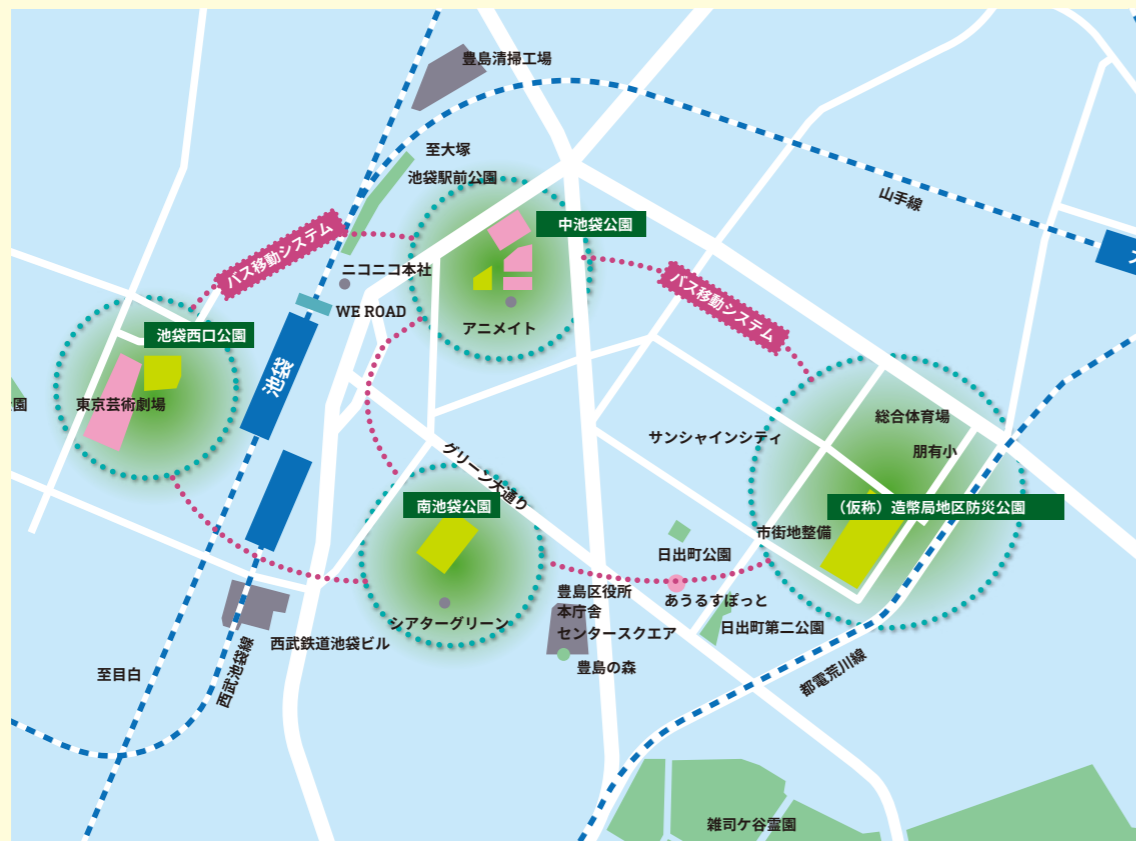 豊島清掃工場
至大塚
池袋駅前公園
山手線
中池袋公園
バス移動システム
ニコニコ本社
バス移動システム
WE ROAD
アニメイト
池袋西口公園
池袋
園
東京芸術劇場
総合体育場
サンシャインシティ
朋有小
グリーン大通り
南池袋公園
（仮称）造幣局地区防災公園
市街地整備
日出町公園
豊島区役所
本庁舎
センタースクエア
あうるすぽっと
シアターグリーン
日出町第二公園
西武鉄道池袋ビル
豊島の森
至目白
西武池袋線
都電荒川線
雑司ケ谷霊園